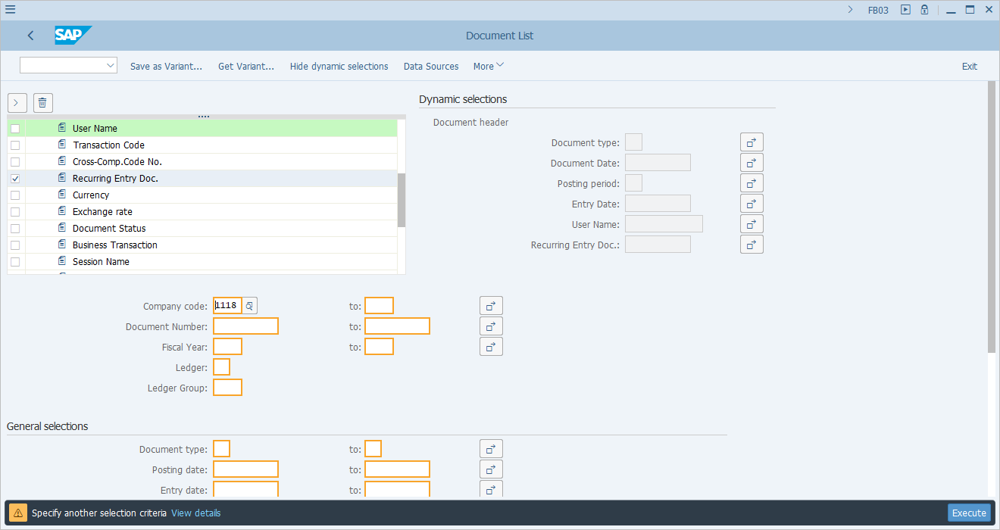 FB03
SAP
Document List
Save as Variant...
Get Variant...
Hide dynamic selections
Data Sources
More
Exit
User Name
Transaction Code
Cross-Comp.Code No.
Recurring Entry Doc.
Currency
Exchange rate
Document Status
Business Transaction
Session Name
Dynamic selections
Document header
Document type:
Document Date:
Posting period:
Entry Date:
User Name:
Recurring Entry Doc.:
Company code: 1118 to:
Document Number: to:
Fiscal Year: to:
Ledger:
Ledger Group:
General selections
Document type: to:
Posting date: to:
Entry date: to:
Specify another selection criteria View details
Execute